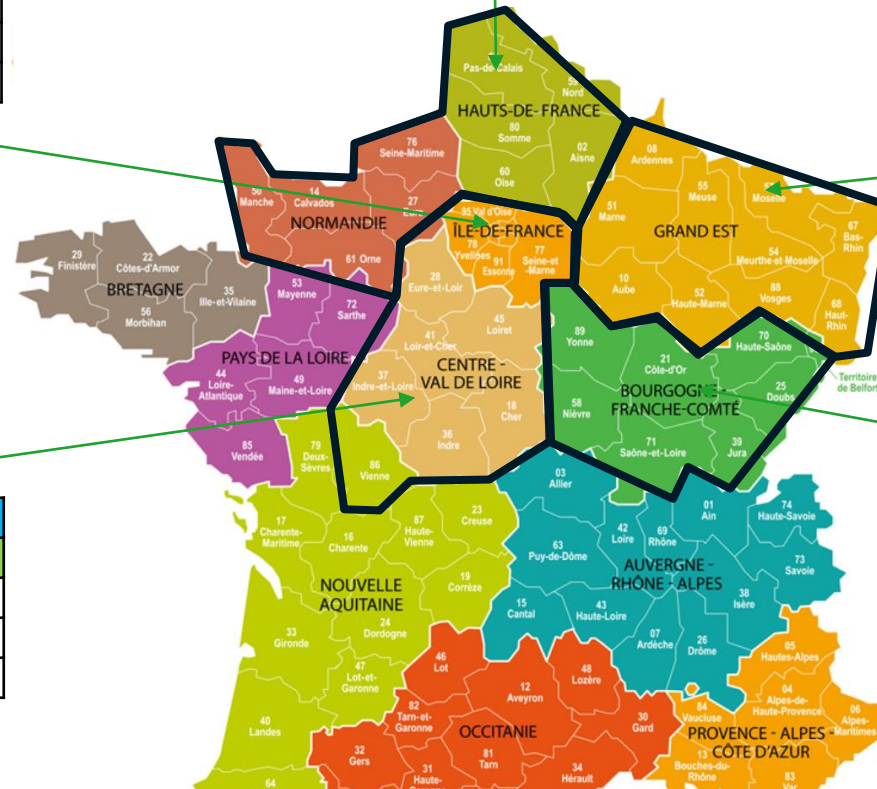 Pas-de-Calais
59
Nord
HAUTS-DE-FRANCE
80
Somme
02
Aisne
60
Oise
76
Seine-Maritime
50
Manche
14
Calvados
27
Eure
NORMANDIE
61 Orne
95 Val d'Oise
ÎLE-DE-FRANCE
78
Yvelines
91
Essonne
77
Seine-et
-Marne
08
Ardennes
55
Meuse
Moselle
51
Marne
GRAND EST
67
Bas-
Rhin
54
Meurthe-et-Moselle
10
Aube
52
Haute-Marne
88
Vosges
68
Haut-
Rhin
29
Finistère
22
Côtes-d'Armor
BRETAGNE
35
Ille-et-Vilaine
56
Morbihan
53
Mayenne
72
Sarthe
PAYS DE LA LOIRE
44
Loire-
Atlantique
49
Maine-et-Loire
85
Vendée
28
Eure-et-Loir
45
Loiret
41
Loir-et-Cher
CENTRE -
VAL DE LOIRE
37
Indre-et-Loire
18
Cher
36
Indre
89
Yonne
70
Haute-Saône
21
Côte-d'Or
Territoire
de Belfort
BOURGOGNE-
FRANCHE-COMTÉ
25
Doubs
58
Nièvre
71
Saône-et-Loire
39
Jura
79
Deux-
Sèvres
86
Vienne
17
Charente-
Maritime
16
Charente
87
Haute-
Vienne
23
Creuse
19
Corrèze
NOUVELLE
AQUITAINE
24
Dordogne
33
Gironde
47
Lot-et-
Garonne
40
Landes
64
03
Allier
63
Puy-de-Dôme
42
Loire
69
Rhône
01
Ain
74
Haute-Savoie
73
Savoie
AUVERGNE -
RHÔNE - ALPES
38
Isère
15
Cantal
43
Haute-Loire
07
Ardèche
26
Drôme
46
Lot
12
Aveyron
48
Lozère
82
Tarn-et-
Garonne
30
Gard
OCCITANIE
32
Gers
81
Tarn
31
Haute-
34
Hérault
05
Hautes-Alpes
04
Alpes-de-
Haute-Provence
06
Alpes-
Maritimes
84
Vaucluse
PROVENCE - ALPES -
CÔTE D'AZUR
13
Bouches-du-
Rhône
83
Var